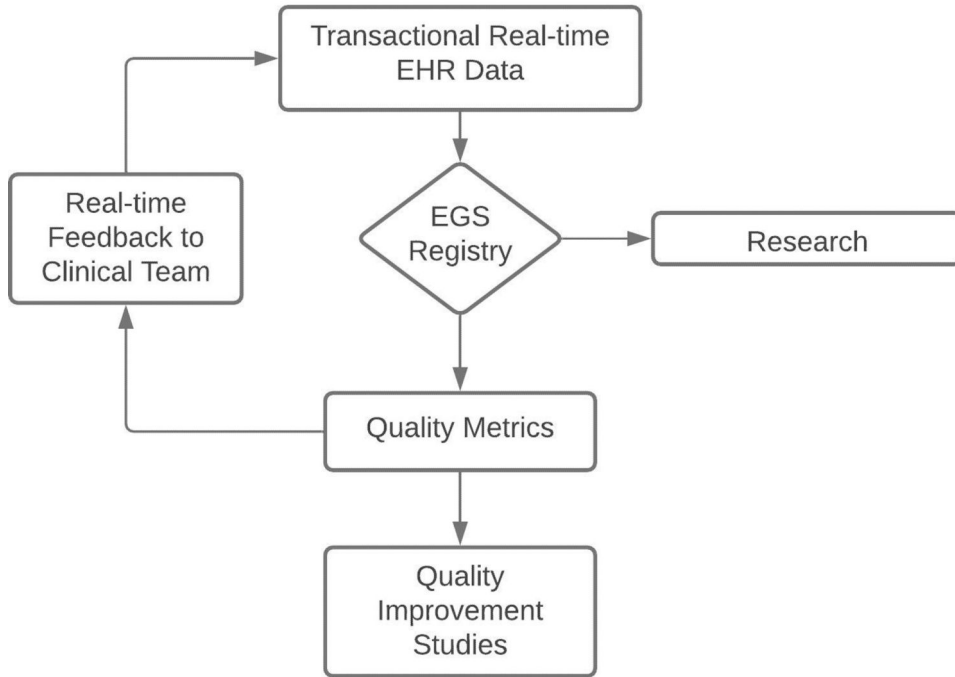 Transactional Real-time
EHR Data
Real-time
Feedback to
Clinical Team
EGS
Registry
Research
Quality Metrics
Quality
Improvement
Studies